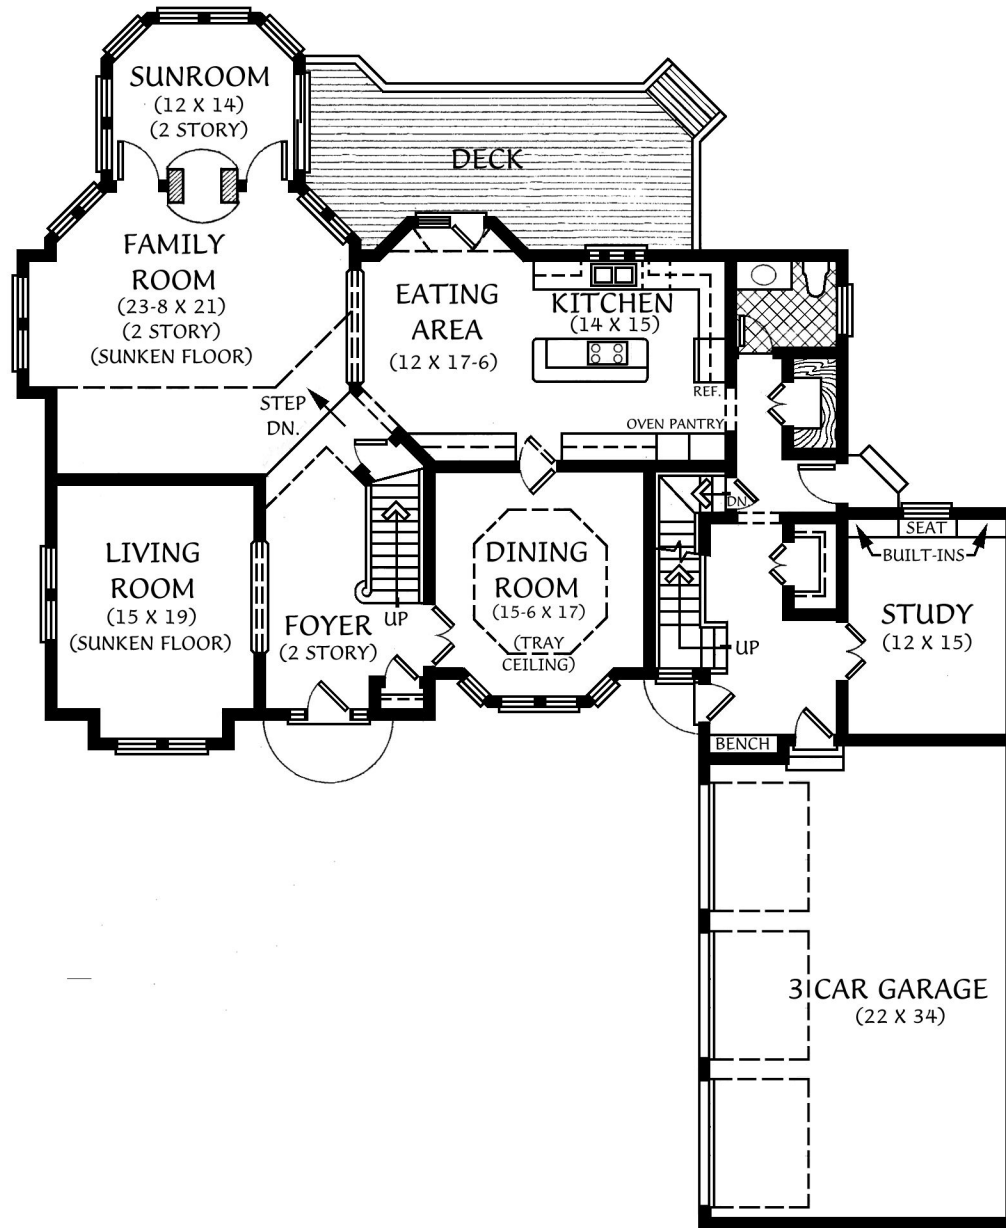 SUNROOM
(12 X 14)
(2 STORY)
DECK
FAMILY
ROOM
(23-8 X 21)
(2 STORY)
(SUNKEN FLOOR)
EATING
AREA
(12 X 17-6)
KITCHEN
(14 X 15)
REF.
OVEN PANTRY
STEP
DN.
DN
LIVING
ROOM
(15 X 19)
(SUNKEN FLOOR)
FOYER
(2 STORY)
UP
DINING
ROOM
(15-6 X 17)
(TRAY
CEILING)
UP
SEAT
BUILT-INS
STUDY
(12 X 15)
BENCH
3 CAR GARAGE
(22 X 34)